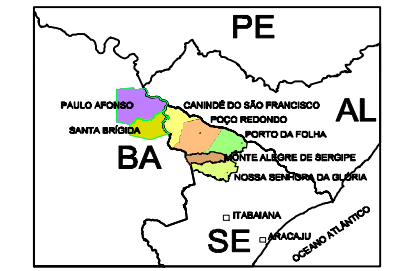 PE
PAULO AFONSO
CANINDÉ DO SÃO FRANCISCO
AL
POÇO REDONDO
SANTA BRÍGIDA
PORTO DA FOLHA
BA
MONTE ALEGRE DE SERGIPE
NOSSA SENHORA DA GLÓRIA
ITABAIANA
SE
ARACAJU
OCEANO ATLÂNTICO